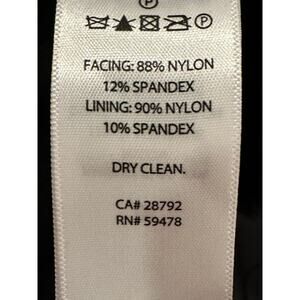 P
P
FACING: 88% NYLON
12% SPANDEX
LINING: 90% NYLON
10% SPANDEX
DRY CLEAN.
CA# 28792
RN# 59478